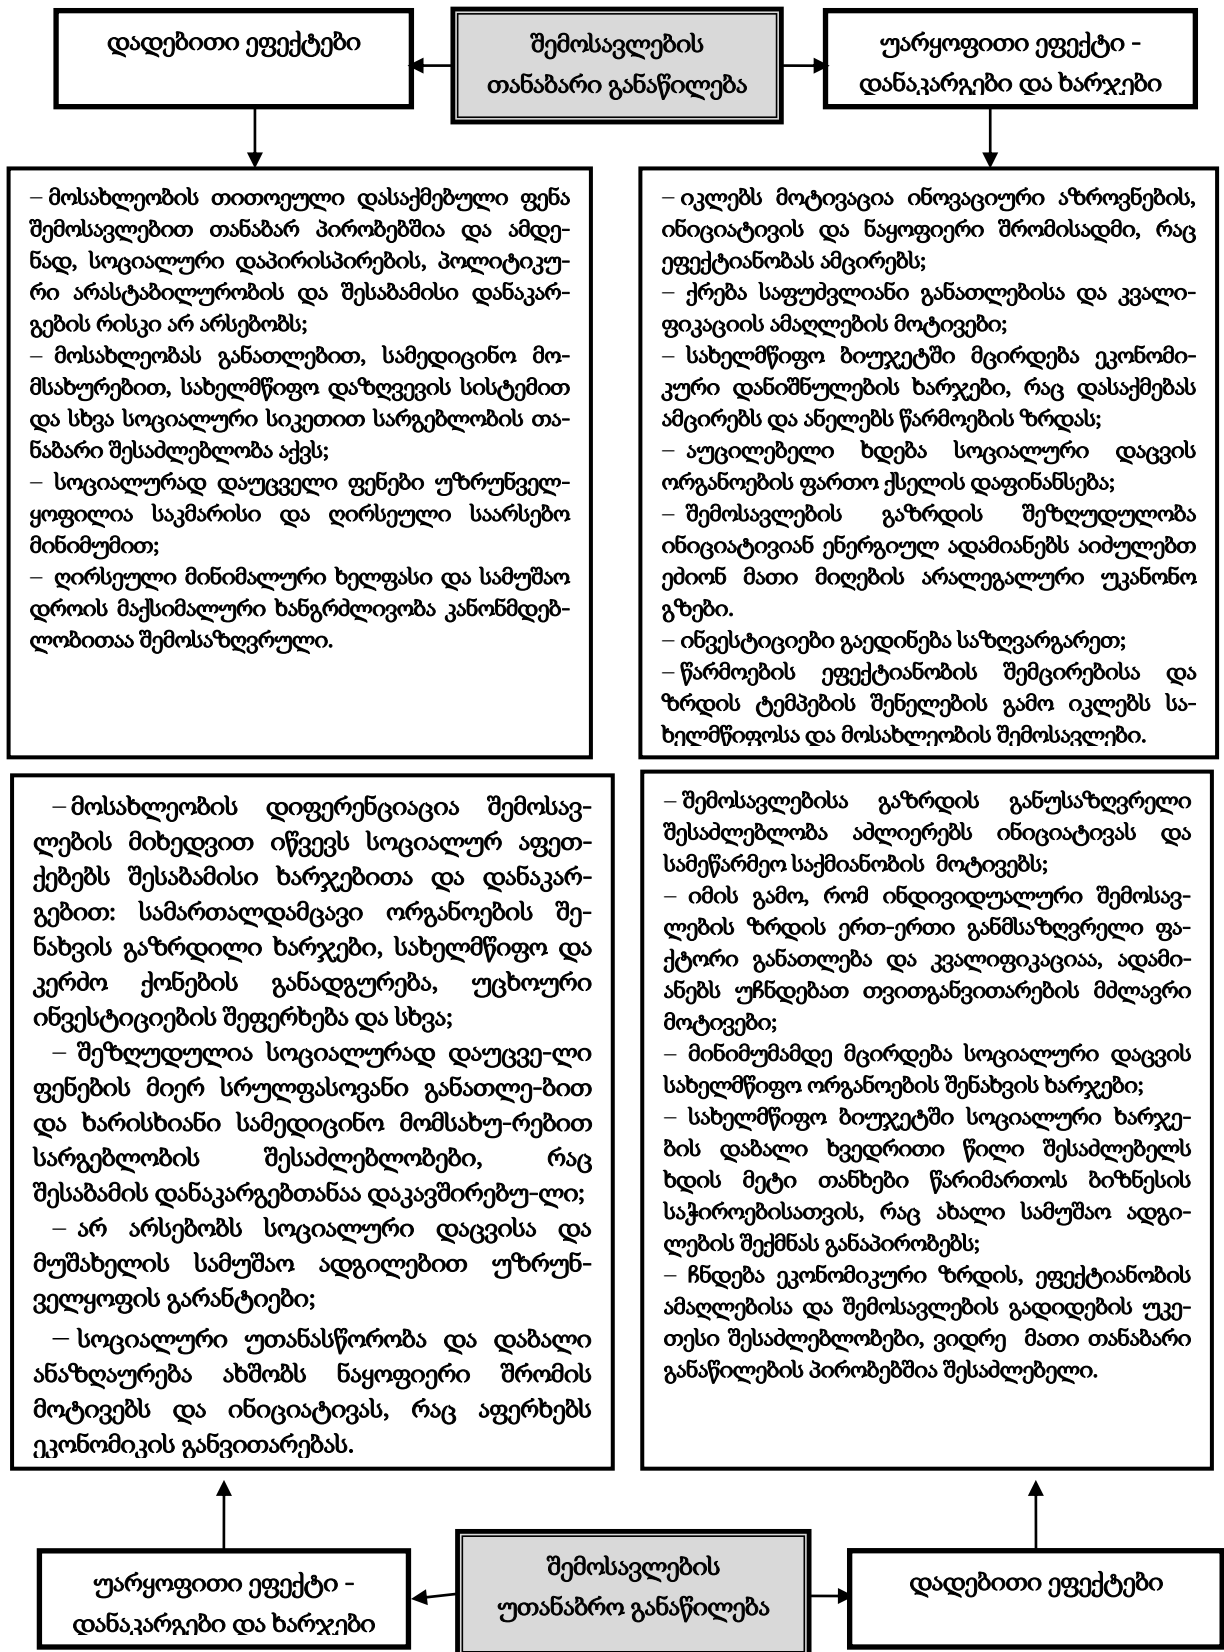 დადებითი ეფექტები
შემოსავლების
თანაბარი განაწილება
უარყოფითი ეფექტი -
დანაკარგები და ხარჯები
– მოსახლეობის თითოეული დასაქმებული ფენა
შემოსავლებით თანაბარ პირობებშია და ამდე-
ნად, სოციალური დაპირისპირების, პოლიტიკუ-
რი არასტაბილურობის და შესაბამისი დანაკარ-
გების რისკი არ არსებობს;
– მოსახლეობას განათლებით, სამედიცინო მო-
მსახურებით, სახელმწიფო დაზღვევის სისტემით
და სხვა სოციალური სიკეთით სარგებლობის თა-
ნაბარი შესაძლებლობა აქვს;
– სოციალურად დაუცველი ფენები უზრუნველ-
ყოფილია საკმარისი და ღირსეული საარსებო
მინიმუმით;
– ღირსეული მინიმალური ხელფასი და სამუშაო
დროის მაქსიმალური ხანგრძლივობა კანონმდებ-
ლობითაა შემოსაზღვრული.
– იკლებს მოტივაცია ინოვაციური აზროვნების,
ინიციატივის და ნაყოფიერი შრომისადმი, რაც
ეფექტიანობას ამცირებს;
– ქრება საფუძვლიანი განათლებისა და კვალი-
ფიკაციის ამაღლების მოტივები;
– სახელმწიფო ბიუჯეტში მცირდება ეკონომი-
კური დანიშნულების ხარჯები, რაც დასაქმებას
ამცირებს და ანელებს წარმოების ზრდას;
– აუცილებელი ხდება სოციალური დაცვის
ორგანოების ფართო ქსელის დაფინანსება;
– შემოსავლების გაზრდის შეზღუდულობა
ინიციატივიან ენერგიულ ადამიანებს აიძულებთ
ეძიონ მათი მიღების არალეგალური უკანონო
გზები.
– ინვესტიციები გაედინება საზღვარგარეთ;
– წარმოების ეფექტიანობის შემცირებისა და
ზრდის ტემპების შენელების გამო იკლებს სა-
ხელმწიფოსა და მოსახლეობის შემოსავლები.
– მოსახლეობის დიფერენციაცია შემოსავ-
ლების მიხედვით იწვევს სოციალურ აფეთ-
ქებებს შესაბამისი ხარჯებითა და დანაკარ-
გებით: სამართალდამცავი ორგანოების შე-
ნახვის გაზრდილი ხარჯები, სახელმწიფო და
კერძო ქონების განადგურება, უცხოური
ინვესტიციების შეფერხება და სხვა;
– შეზღუდულია სოციალურად დაუცვე-ლი
ფენების მიერ სრულფასოვანი განათლე-ბით
და ხარისხიანი სამედიცინო მომსახუ-რებით
სარგებლობის შესაძლებლობები, რაც
შესაბამის დანაკარგებთანაა დაკავშირებუ-ლი;
– არ არსებობს სოციალური დაცვისა და
მუშახელის სამუშაო ადგილებით უზრუნ-
ველყოფის გარანტიები;
– სოციალური უთანასწორობა და დაბალი
ანაზღაურება ახშობს ნაყოფიერი შრომის
მოტივებს და ინიციატივას, რაც აფერხებს
ეკონომიკის განვითარებას.
– შემოსავლებისა გაზრდის განუსაზღვრელი
შესაძლებლობა აძლიერებს ინიციატივას და
სამეწარმეო საქმიანობის მოტივებს;
– იმის გამო, რომ ინდივიდუალური შემოსავ-
ლების ზრდის ერთ-ერთი განმსაზღვრელი ფა-
ქტორი განათლება და კვალიფიკაციაა, ადამი-
ანებს უჩნდებათ თვითგანვითარების მძლავრი
მოტივები;
– მინიმუმამდე მცირდება სოციალური დაცვის
სახელმწიფო ორგანოების შენახვის ხარჯები;
– სახელმწიფო ბიუჯეტში სოციალური ხარჯე-
ბის დაბალი ხვედრითი წილი შესაძლებელს
ხდის მეტი თანხები წარიმართოს ბიზნესის
საჭიროებისათვის, რაც ახალი სამუშაო ადგი-
ლების შექმნას განაპირობებს;
– ჩნდება ეკონომიკური ზრდის, ეფექტიანობის
ამაღლებისა და შემოსავლების გადიდების უკე-
თესი შესაძლებლობები, ვიდრე მათი თანაბარი
განაწილების პირობებშია შესაძლებელი.
უარყოფითი ეფექტი -
დანაკარგები და ხარჯები
შემოსავლების
უთანაბრო განაწილება
დადებითი ეფექტები